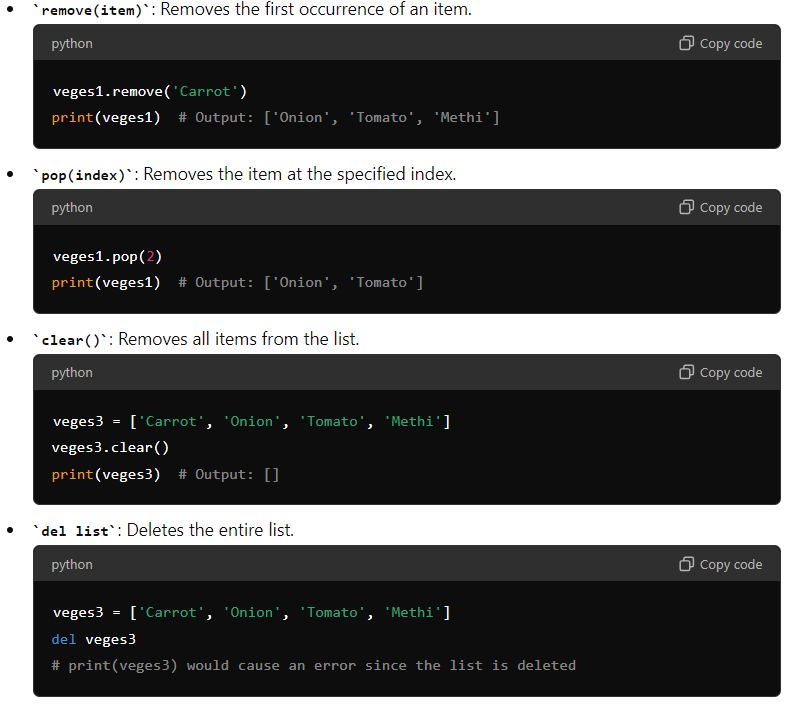 • `remove(item)`: Removes the first occurrence of an item.
python Copy code
veges1.remove('Carrot')
print(veges1)  # Output: ['Onion', 'Tomato', 'Methi']
• `pop(index)`: Removes the item at the specified index.
python Copy code
veges1.pop(2)
print(veges1)  # Output: ['Onion', 'Tomato']
• `clear()`: Removes all items from the list.
python Copy code
veges3 = ['Carrot', 'Onion', 'Tomato', 'Methi']
veges3.clear()
print(veges3)  # Output: []
• `del list`: Deletes the entire list.
python Copy code
veges3 = ['Carrot', 'Onion', 'Tomato', 'Methi']
del veges3
# print(veges3) would cause an error since the list is deleted